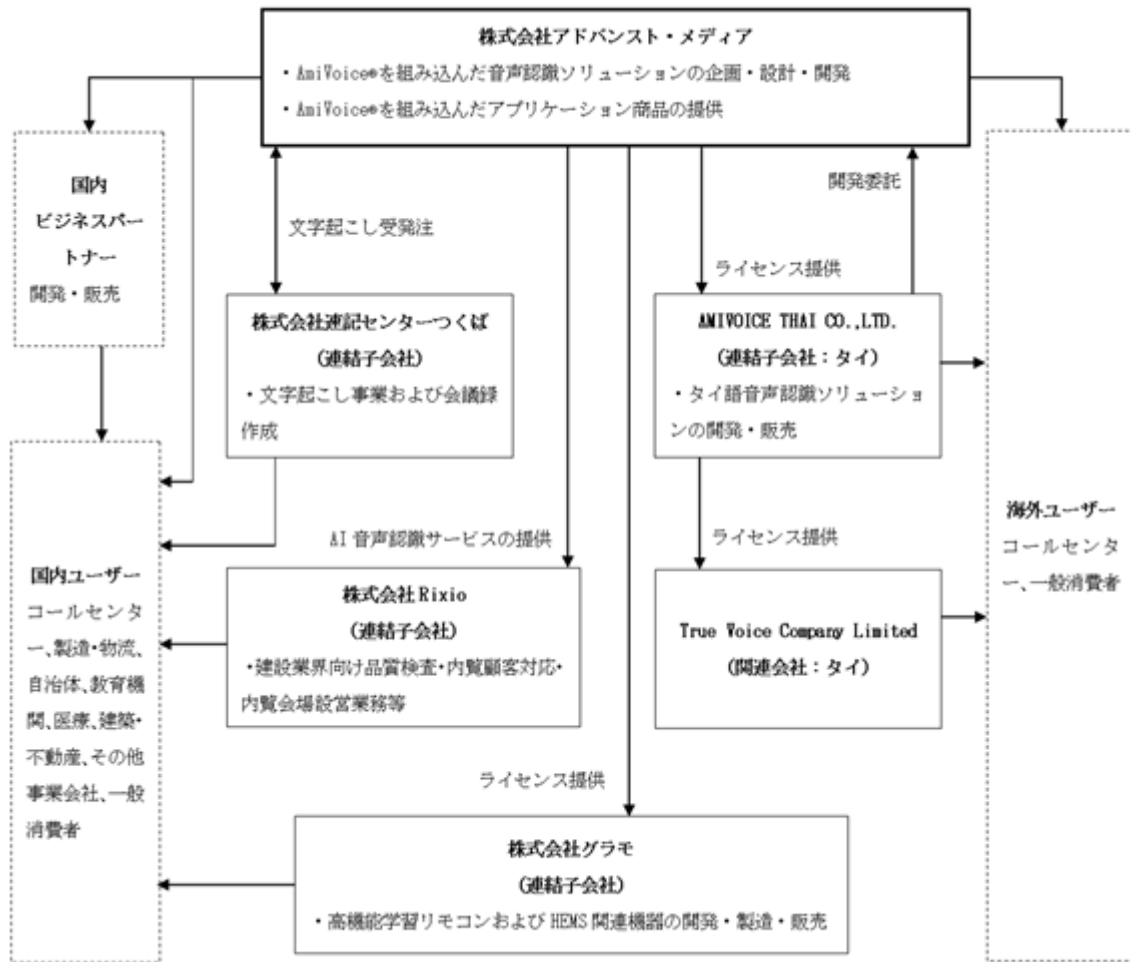 株式会社アドバンスト・メディア
・AmiVoice®を組み込んだ音声認識ソリューションの企画・設計・開発
・AmiVoice®を組み込んだアプリケーション商品の提供
国内
ビジネスパー
トナー
開発・販売
文字起こし受発注
開発委託
ライセンス提供
株式会社速記センターつくば
(連結子会社)
・文字起こし事業および会議録
作成
AMIVOICE THAI CO.,LTD.
(連結子会社：タイ)
・タイ語音声認識ソリューショ
ンの開発・販売
AI 音声認識サービスの提供
ライセンス提供
国内ユーザー
コールセンタ
ー、製造・物流、
自治体、教育機
関、医療、建築・
不動産、その他
事業会社、一般
消費者
株式会社Rixio
(連結子会社)
・建設業界向け品質検査・内覧顧客対応・
内覧会場設営業務等
True Voice Company Limited
(関連会社：タイ)
海外ユーザー
コールセンタ
ー、一般消費者
ライセンス提供
株式会社グラモ
(連結子会社)
・高機能学習リモコンおよび HEMS 関連機器の開発・製造・販売